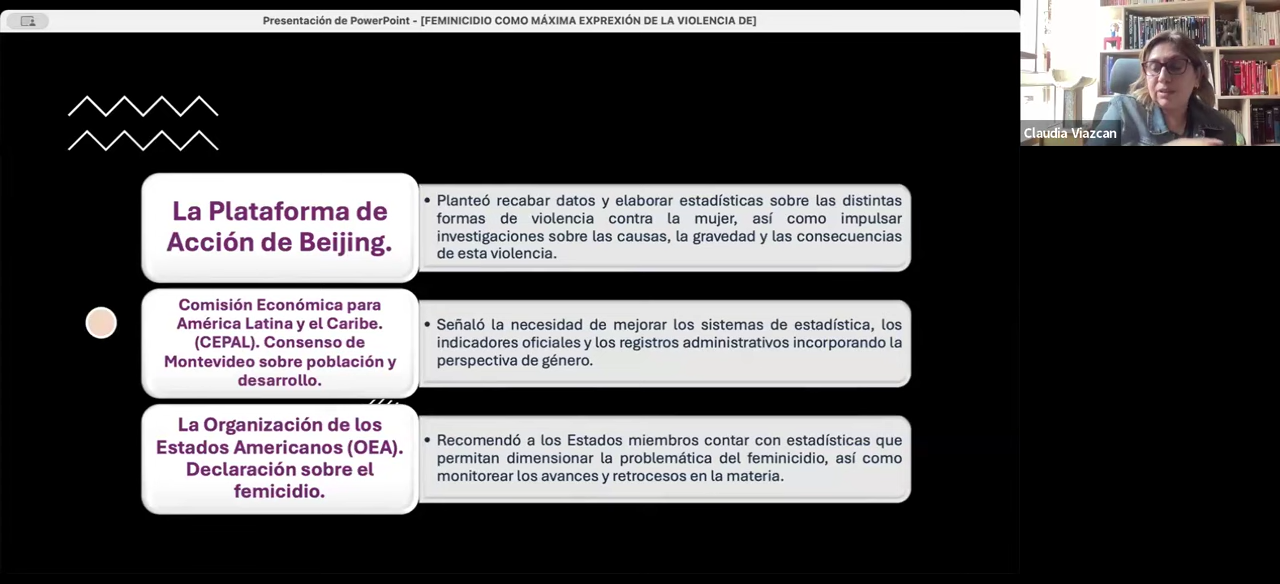 Presentación de PowerPoint - [FEMINICIDIO COMO MÁXIMA EXPREXIÓN DE LA VIOLENCIA DE]
Claudia Viazcan
La Plataforma de
Acción de Beijing.
• Planteó recabar datos y elaborar estadísticas sobre las distintas
formas de violencia contra la mujer, así como impulsar
investigaciones sobre las causas, la gravedad y las consecuencias
de esta violencia.
Comisión Económica para
América Latina y el Caribe.
(CEPAL). Consenso de
Montevideo sobre población y
desarrollo.
• Señaló la necesidad de mejorar los sistemas de estadística, los
indicadores oficiales y los registros administrativos incorporando la
perspectiva de género.
La Organización de los
Estados Americanos (OEA).
Declaración sobre el
femicidio.
• Recomendó a los Estados miembros contar con estadísticas que
permitan dimensionar la problemática del feminicidio, así como
monitorear los avances y retrocesos en la materia.